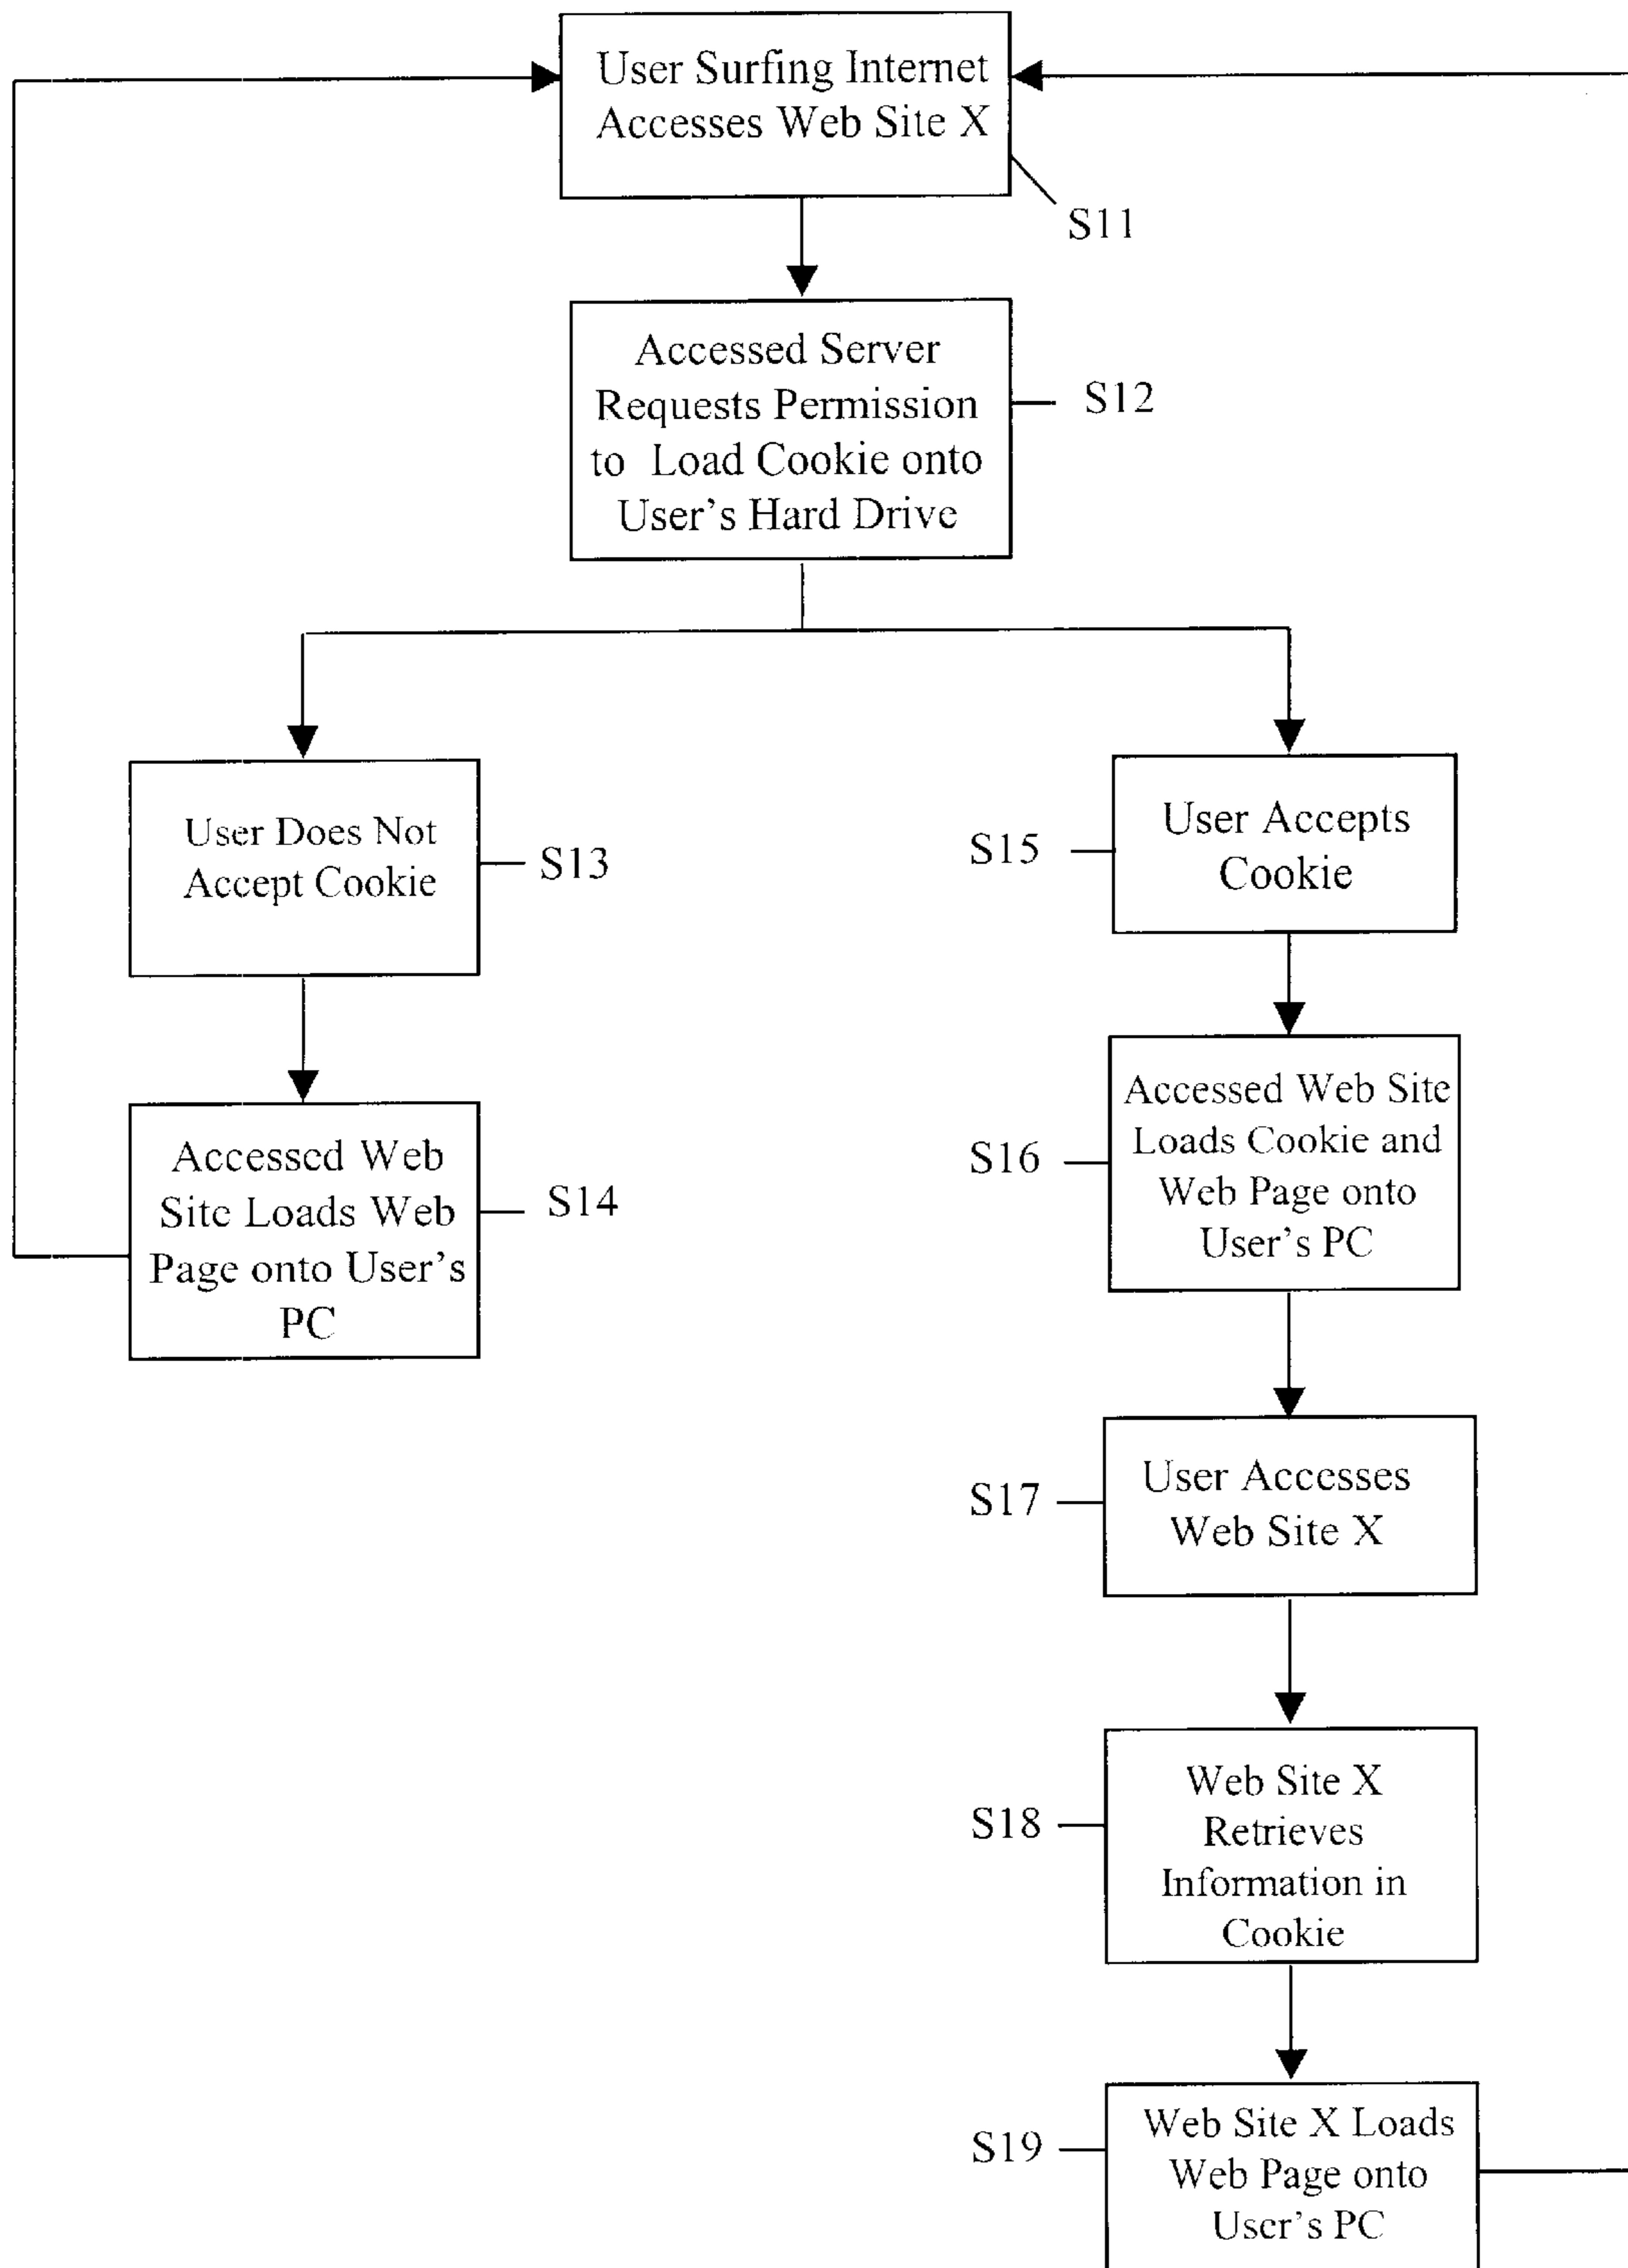 User Surfing Internet
Accesses Web Site X
S11
Accessed Server
Requests Permission
to Load Cookie onto
User's Hard Drive
S12
User Does Not
Accept Cookie
S13
Accessed Web
Site Loads Web
Page onto User's
PC
S14
User Accepts
Cookie
S15
Accessed Web Site
Loads Cookie and
Web Page onto
User's PC
S16
User Accesses
Web Site X
S17
Web Site X
Retrieves
Information in
Cookie
S18
Web Site X Loads
Web Page onto
User's PC
S19